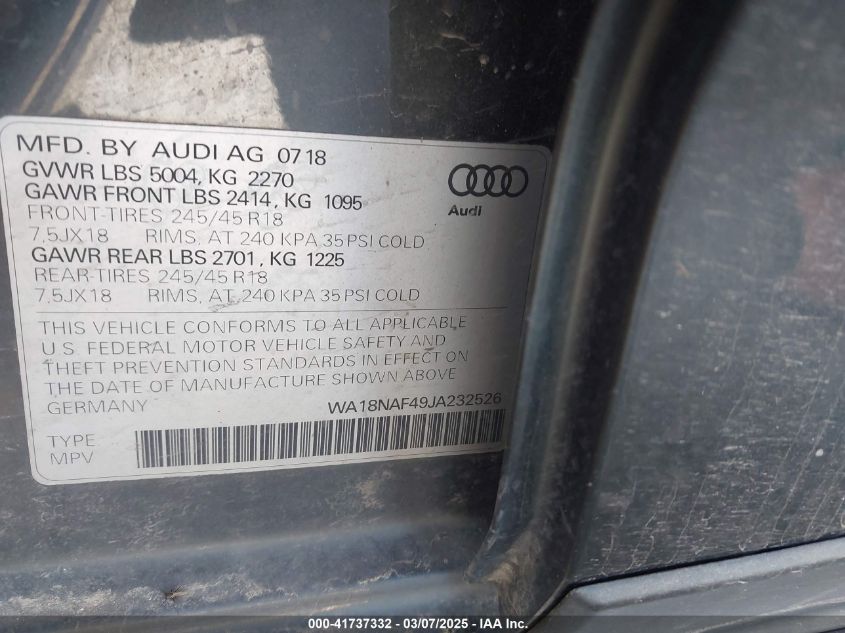 MFD. BY AUDI AG 07 18
GVWR LBS 5004, KG 2270
GAWR FRONT LBS 2414, KG 1095
FRONT-TIRES 245/45 R18
7,5JX18 RIMS, AT 240 KPA 35 PSI COLD
GAWR REAR LBS 2701, KG 1225
REAR-TIRES 245/45 R18
7,5JX18 RIMS, AT 240 KPA 35 PSI COLD
Audi
THIS VEHICLE CONFORMS TO ALL APPLICABLE
U.S. FEDERAL MOTOR VEHICLE SAFETY AND
THEFT PREVENTION STANDARDS IN EFFECT ON
THE DATE OF MANUFACTURE SHOWN ABOVE
GERMANY WA18NAF49JA232526
TYPE
MPV
000-41737332 - 03/07/2025 - IAA Inc.